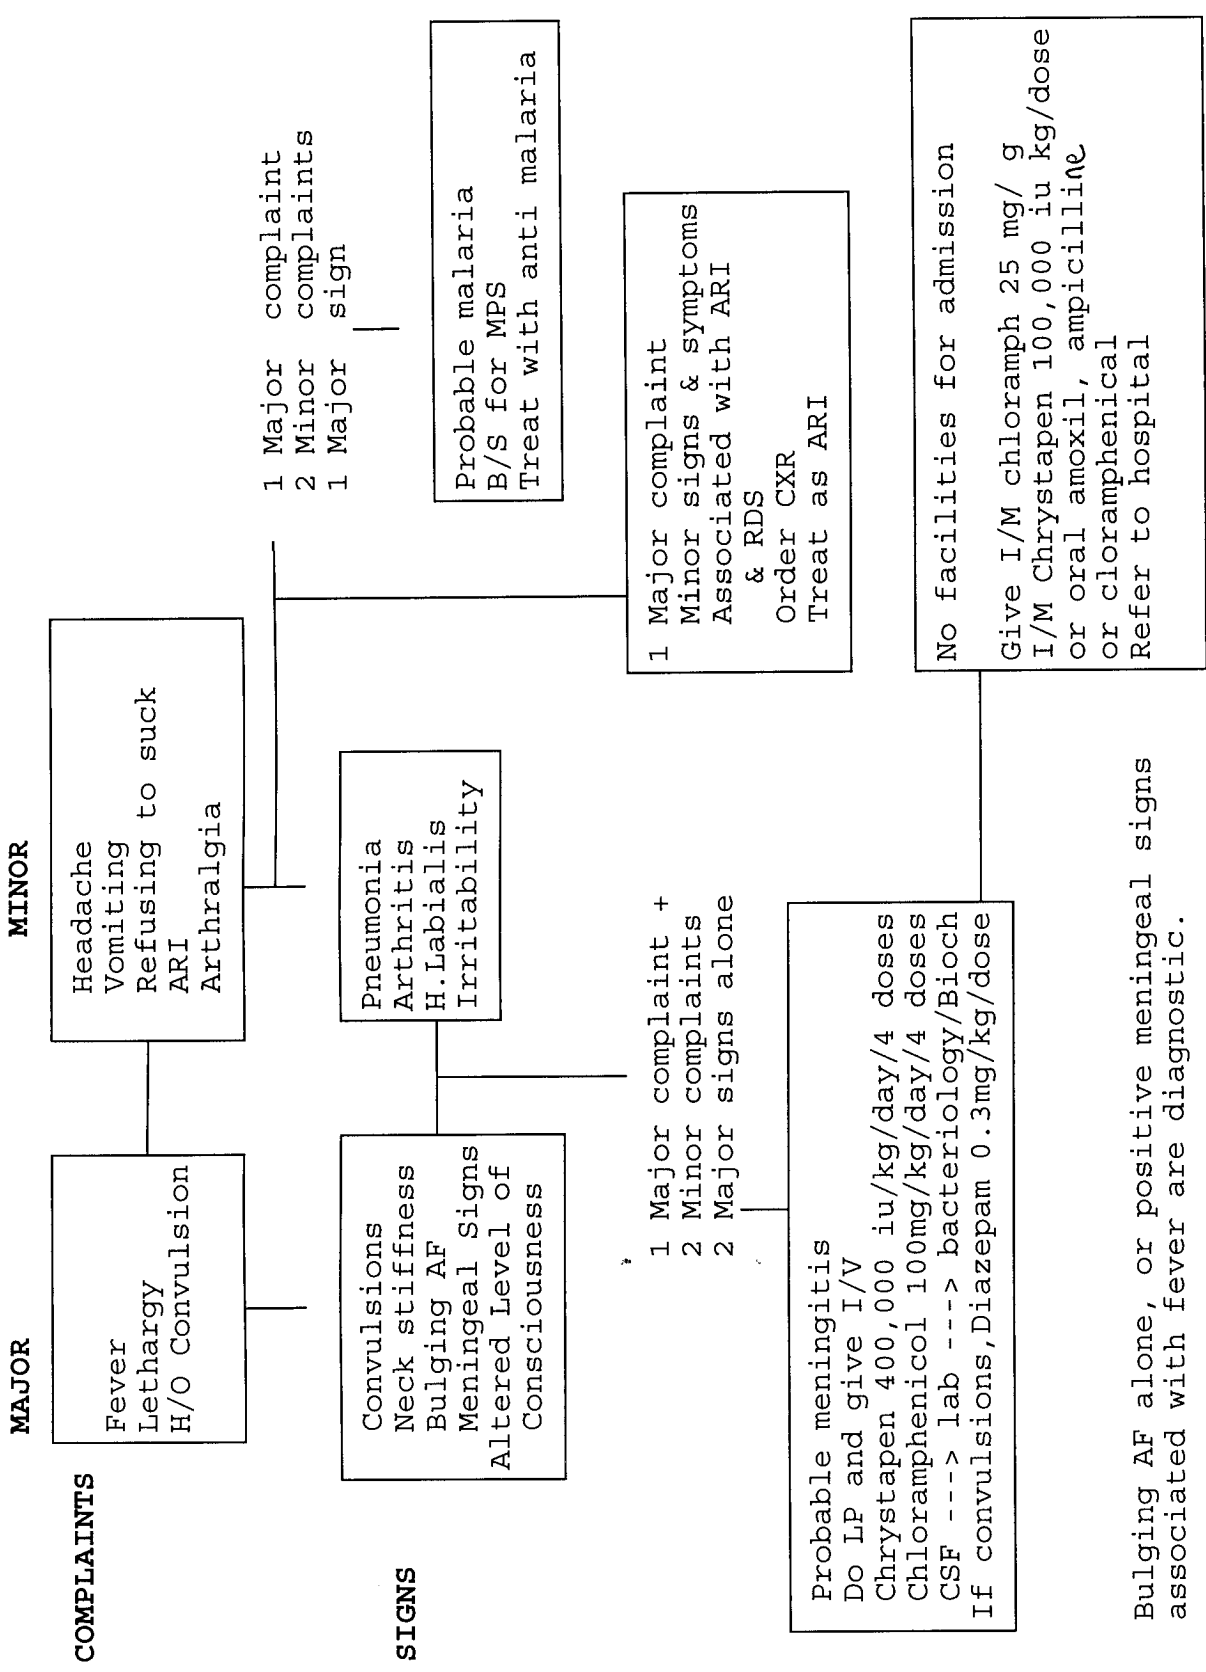 MAJOR
MINOR
COMPLAINTS
Fever
Lethargy
H/O Convulsion
Headache
Vomiting
Refusing to suck
ARI
Arthralgia
1 Major complaint
2 Minor complaints
1 Major sign
SIGNS
Convulsions
Neck stiffness
Bulging AF
Meningeal Signs
Altered Level of
Consciousness
Pneumonia
Arthritis
H.Labialis
Irritability
Probable malaria
B/S for MPS
Treat with anti malaria
1 Major complaint +
2 Minor complaints
2 Major signs alone
1 Major complaint
Minor signs & symptoms
Associated with ARI
& RDS
Order CXR
Treat as ARI
Probable meningitis
Do LP and give I/V
Chrystapen 400,000 iu/kg/day/4 doses
Chloramphenicol 100mg/kg/day/4 doses
CSF ---> lab ---> bacteriology/Bioch
If convulsions,Diazepam 0.3mg/kg/dose
No facilities for admission
Give I/M chloramph 25 mg/ g
I/M Chrystapen 100,000 iu kg/dose
or oral amoxil, ampicilline
or cloramphenical
Refer to hospital
Bulging AF alone, or positive meningeal signs
associated with fever are diagnostic.